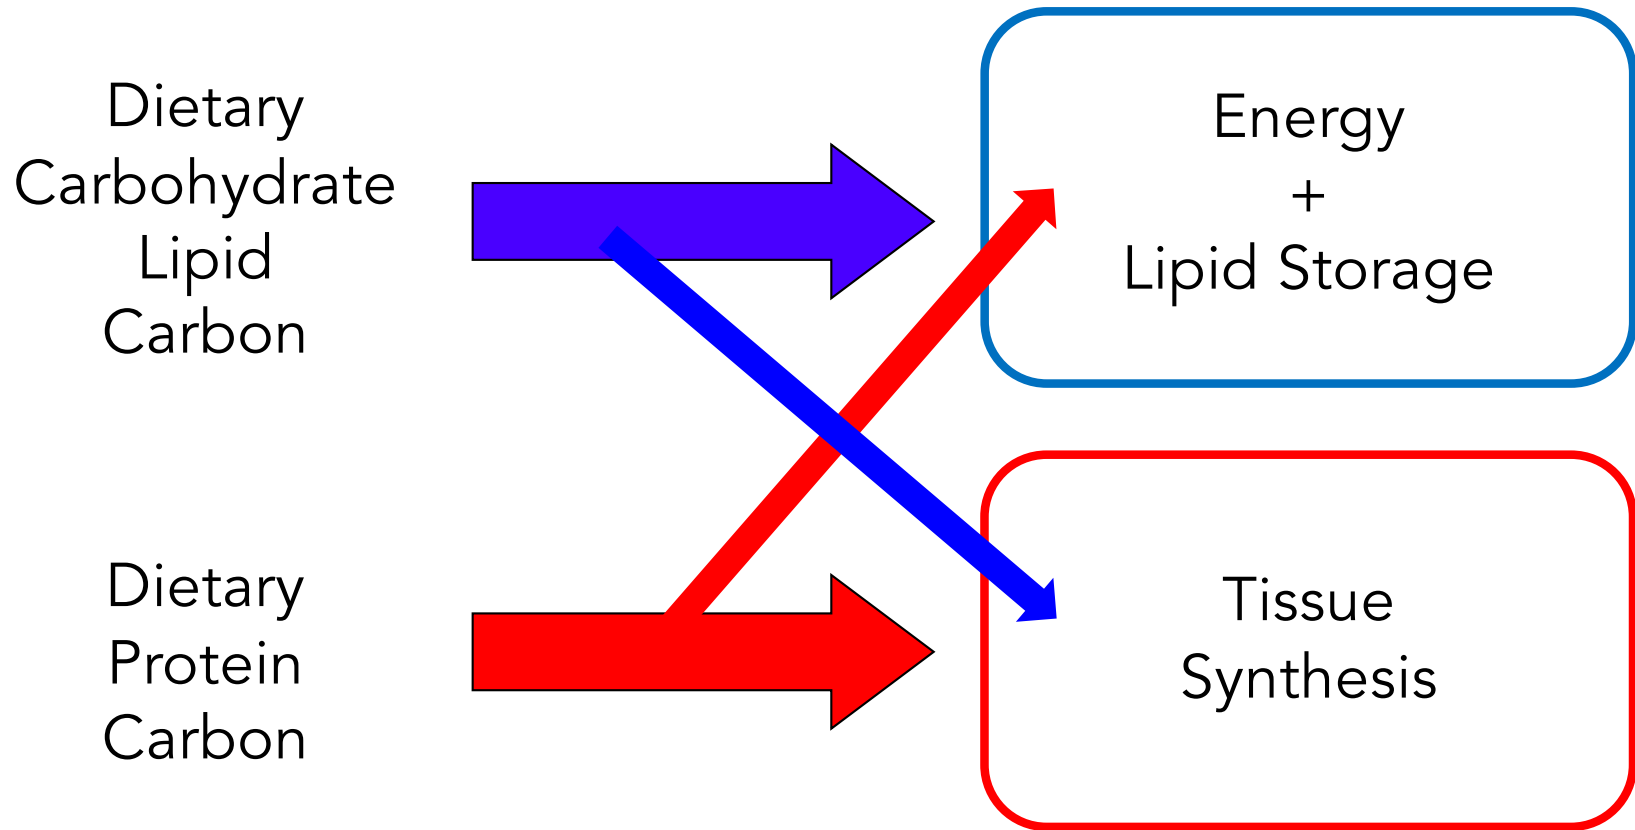 Dietary
Carbohydrate
Lipid
Carbon
Energy
+
Lipid Storage
Dietary
Protein
Carbon
Tissue
Synthesis